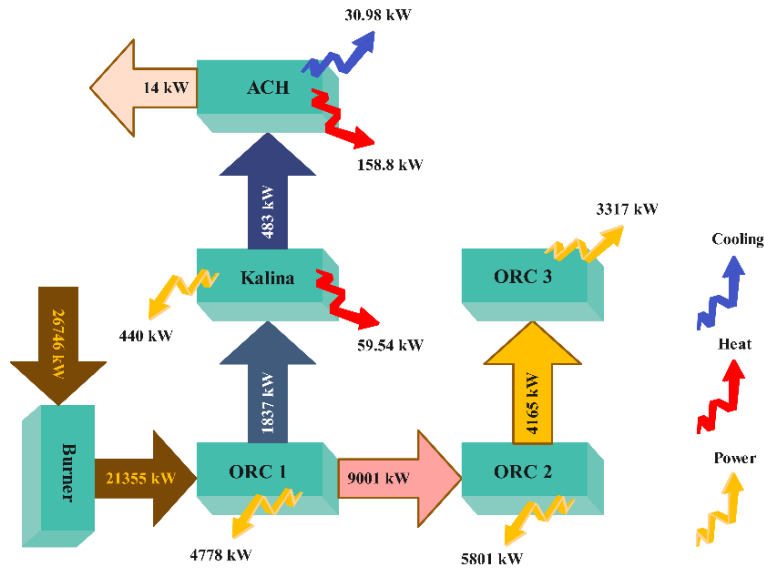 30.98 kW
14 kW
ACH
158.8 kW
483 kW
3317 kW
Cooling
Kalina
ORC 3
440 kW
59.54 kW
26746 kW
Heat
1837 kW
4165 kW
Burner
21355 kW
ORC 1
9001 kW
ORC 2
Power
4778 kW
5801 kW